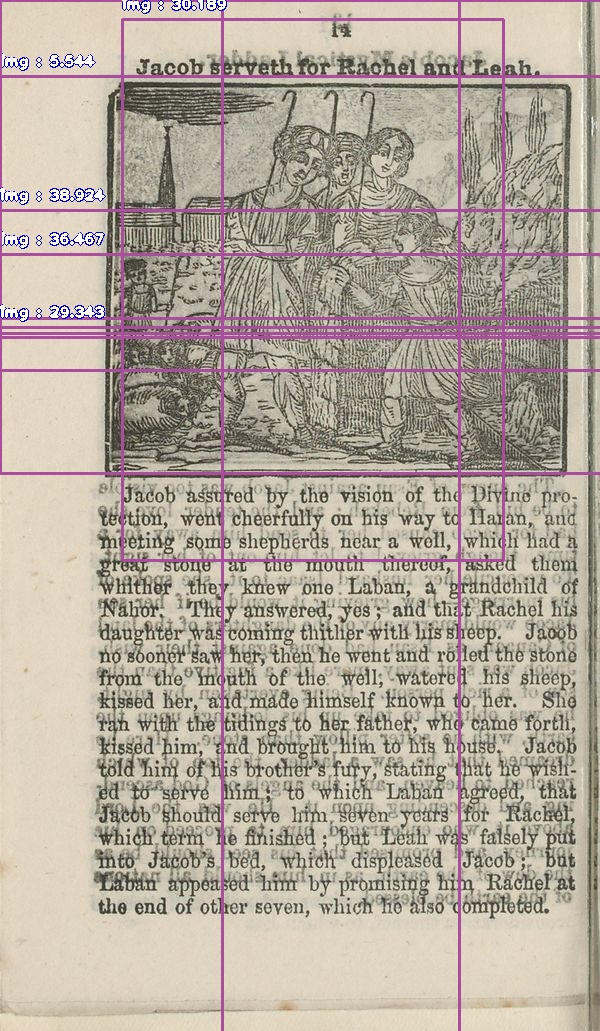 Img : 30.189
14
Img : 5.544
Jacob serveth for Rachel and Leah.
Img : 38.924
Img : 36.467
Img : 29.343
Jacob assured by the vision of the Divine pro-
tection, went cheerfully on his way to Haran, and
meeting some shepherds near a well, which had a
great stone at the mouth thereof, asked them
whither they knew one Laban, a grandchild of
Nahor. They answered, yes; and that Rachel his
daughter was coming thither with his sheep. Jacob
no sooner saw her, then he went and rolled the stone
from the mouth of the well; watered his sheep,
kissed her, and made himself known to her. She
ran with the tidings to her father, who came forth,
kissed him, and brought him to his house. Jacob
told him of his brother's fury, stating that he wish-
ed to serve him; to which Laban agreed, that
Jacob should serve him seven years for Rachel,
which term he finished; but Leah was falsely put
into Jacob's bed, which displeased Jacob; but
Laban appeased him by promising him Rachel at
the end of other seven, which he also completed.